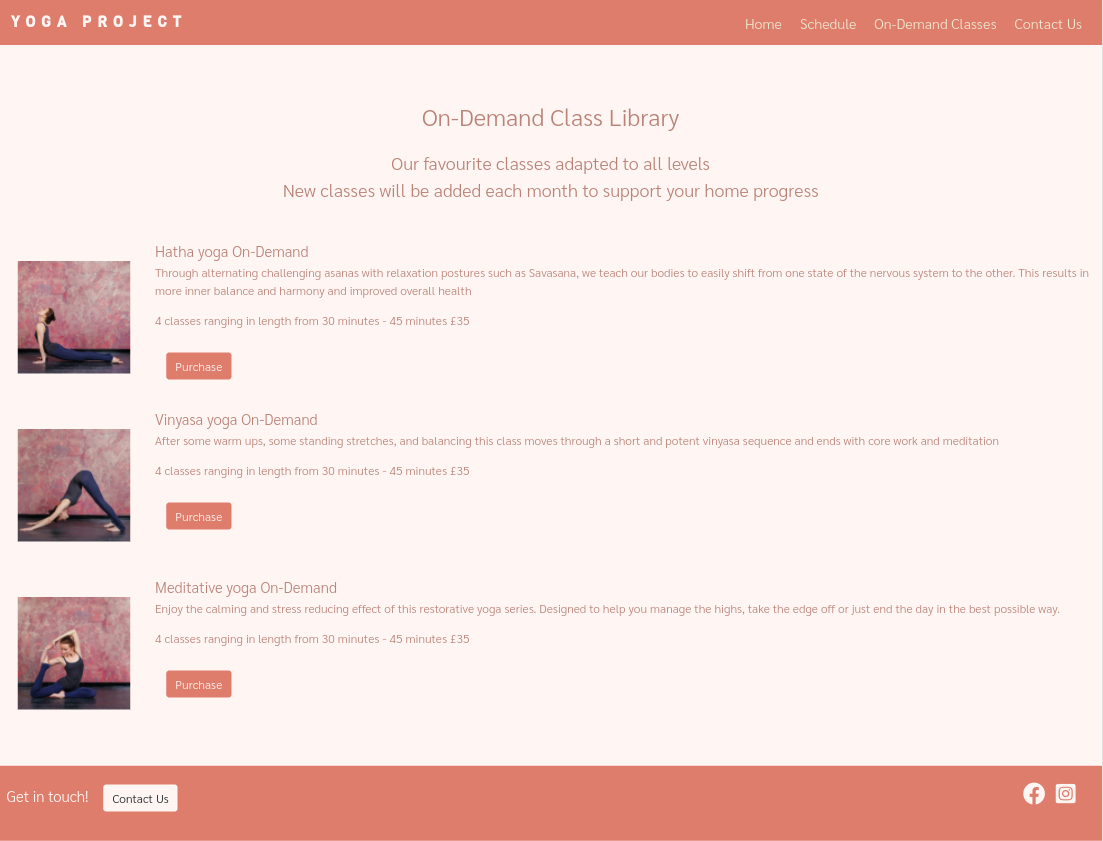 YOGA PROJECT
Home Schedule On-Demand Classes Contact Us
On-Demand Class Library
Our favourite classes adapted to all levels
New classes will be added each month to support your home progress
Hatha yoga On-Demand
Through alternating challenging asanas with relaxation postures such as Savasana, we teach our bodies to easily shift from one state of the nervous system to the other. This results in
more inner balance and harmony and improved overall health
4 classes ranging in length from 30 minutes - 45 minutes £35
Purchase
Vinyasa yoga On-Demand
After some warm ups, some standing stretches, and balancing this class moves through a short and potent vinyasa sequence and ends with core work and meditation
4 classes ranging in length from 30 minutes - 45 minutes £35
Purchase
Meditative yoga On-Demand
Enjoy the calming and stress reducing effect of this restorative yoga series. Designed to help you manage the highs, take the edge off or just end the day in the best possible way.
4 classes ranging in length from 30 minutes - 45 minutes £35
Purchase
Get in touch! Contact Us